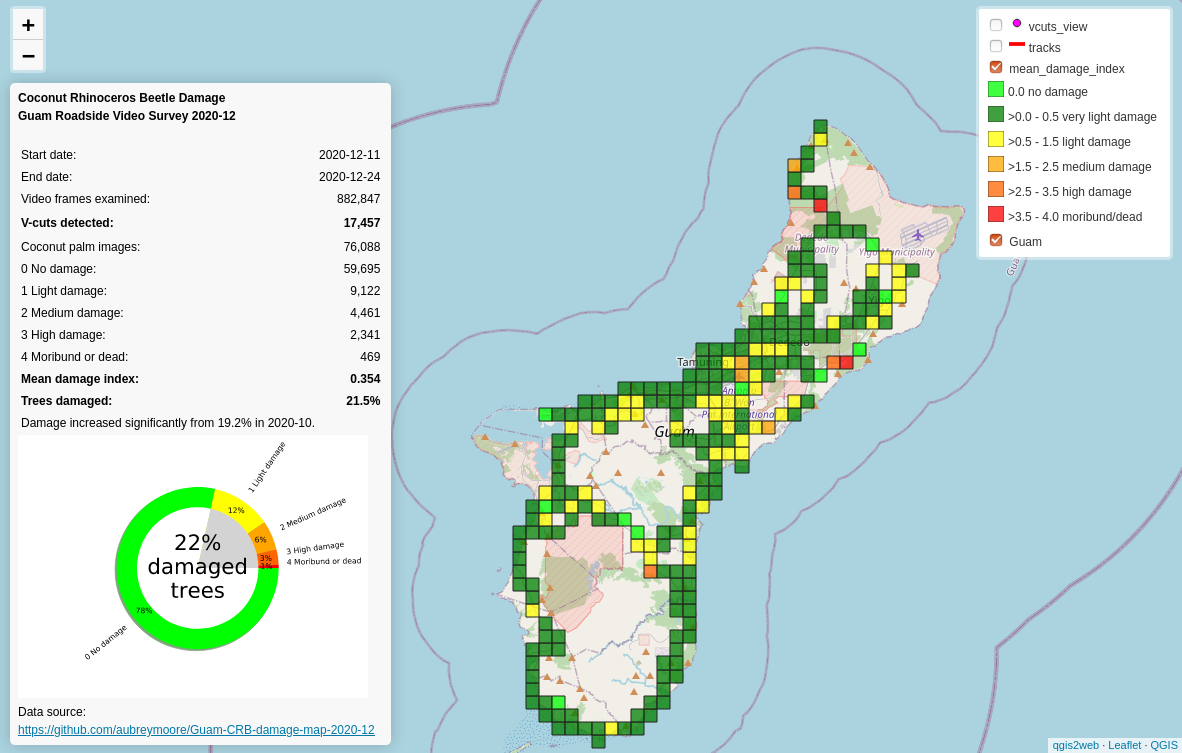 +
−
Coconut Rhinoceros Beetle Damage
Guam Roadside Video Survey 2020-12
Start date: 2020-12-11
End date: 2020-12-24
Video frames examined: 882,847
V-cuts detected: 17,457
Coconut palm images: 76,088
0 No damage: 59,695
1 Light damage: 9,122
2 Medium damage: 4,461
3 High damage: 2,341
4 Moribund or dead: 469
Mean damage index: 0.354
Trees damaged: 21.5%
Damage increased significantly from 19.2% in 2020-10.
1 Light damage
12%
2 Medium damage
6%
3 High damage
3%
4 Moribund or dead
1%
22%
damaged
trees
78%
0 No damage
Data source:
https://github.com/aubreymoore/Guam-CRB-damage-map-2020-12
vcuts_view
tracks
mean_damage_index
0.0 no damage
>0.0 - 0.5 very light damage
>0.5 - 1.5 light damage
>1.5 - 2.5 medium damage
>2.5 - 3.5 high damage
>3.5 - 4.0 moribund/dead
Guam
Municipality
Yigo Municipality
Yigo
Dededo
Tamuning
Guam
qgis2web · Leaflet · QGIS